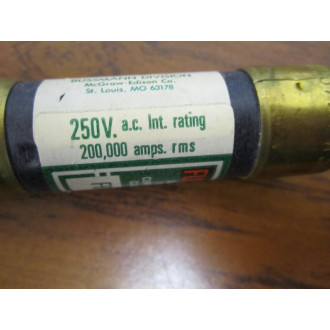 BUSSMANN DIVISION
McGraw-Edison Co.
St. Louis, MO 63178
250V. a.c. Int. rating
200,000 amps. rms